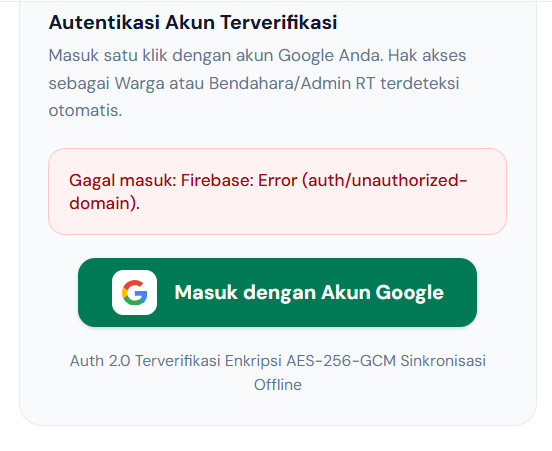 Autentikasi Akun Terverifikasi
Masuk satu klik dengan akun Google Anda. Hak akses
sebagai Warga atau Bendahara/Admin RT terdeteksi
otomatis.
Gagal masuk: Firebase: Error (auth/unauthorized-
domain).
Masuk dengan Akun Google
Auth 2.0 Terverifikasi Enkripsi AES-256-GCM Sinkronisasi
Offline